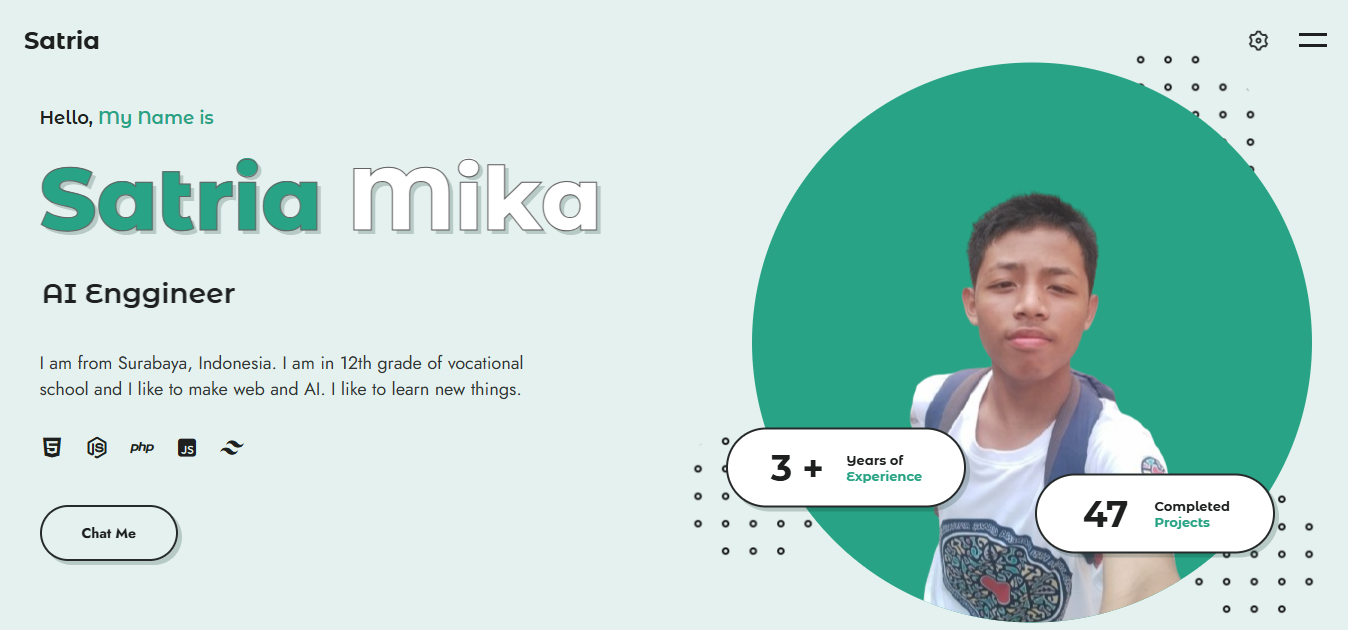 Satria
Hello, My Name is
Satria Mika
AI Enggineer
I am from Surabaya, Indonesia. I am in 12th grade of vocational
school and I like to make web and AI. I like to learn new things.
5 JS php JS
Chat Me
3 + Years of
Experience
47 Completed
Projects